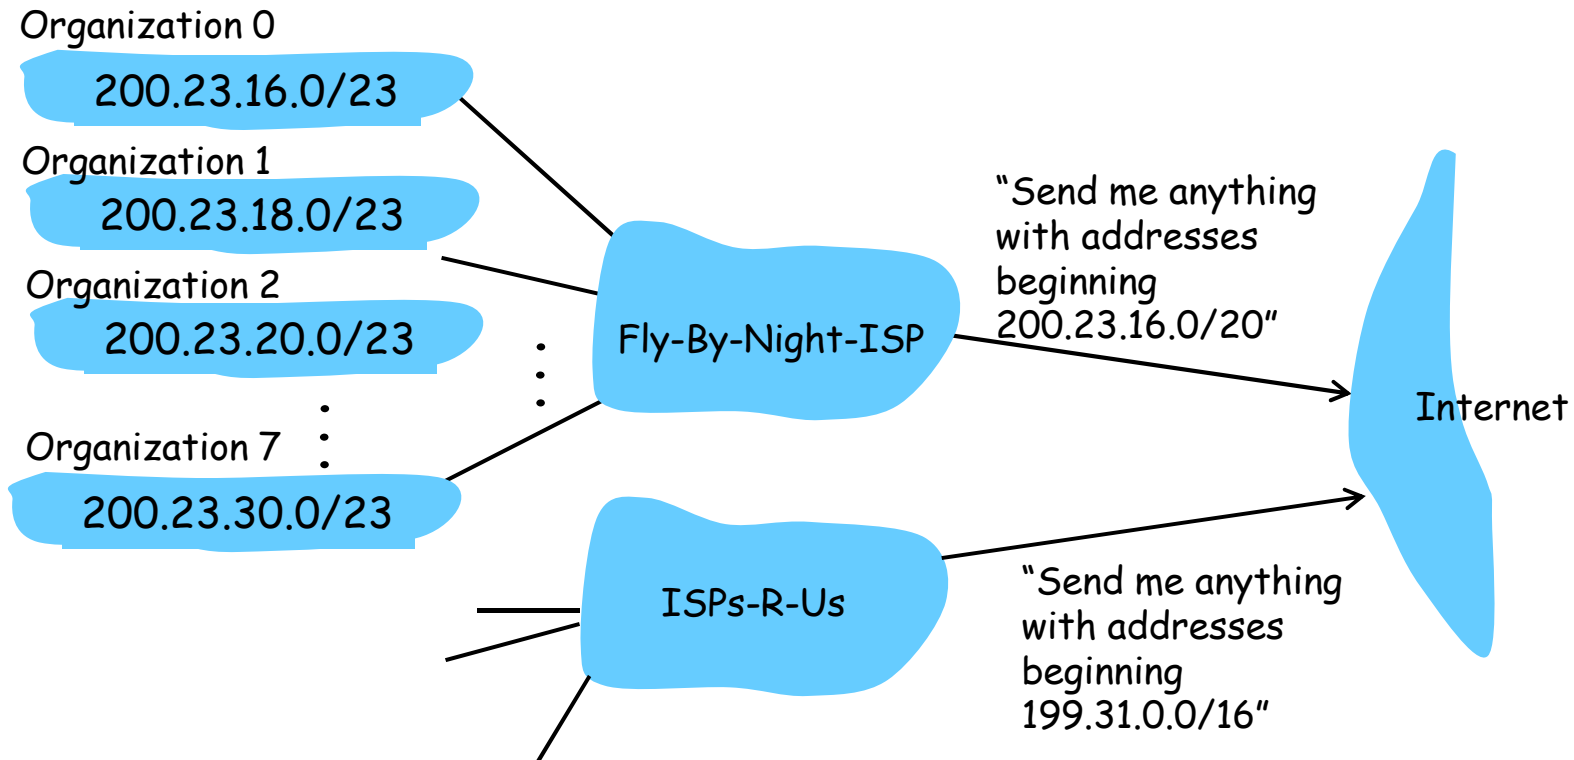 Organization 0
200.23.16.0/23
Organization 1
200.23.18.0/23
Organization 2
200.23.20.0/23
Organization 7
200.23.30.0/23
Fly-By-Night-ISP
“Send me anything
with addresses
beginning
200.23.16.0/20”
Internet
ISPs-R-Us
“Send me anything
with addresses
beginning
199.31.0.0/16”